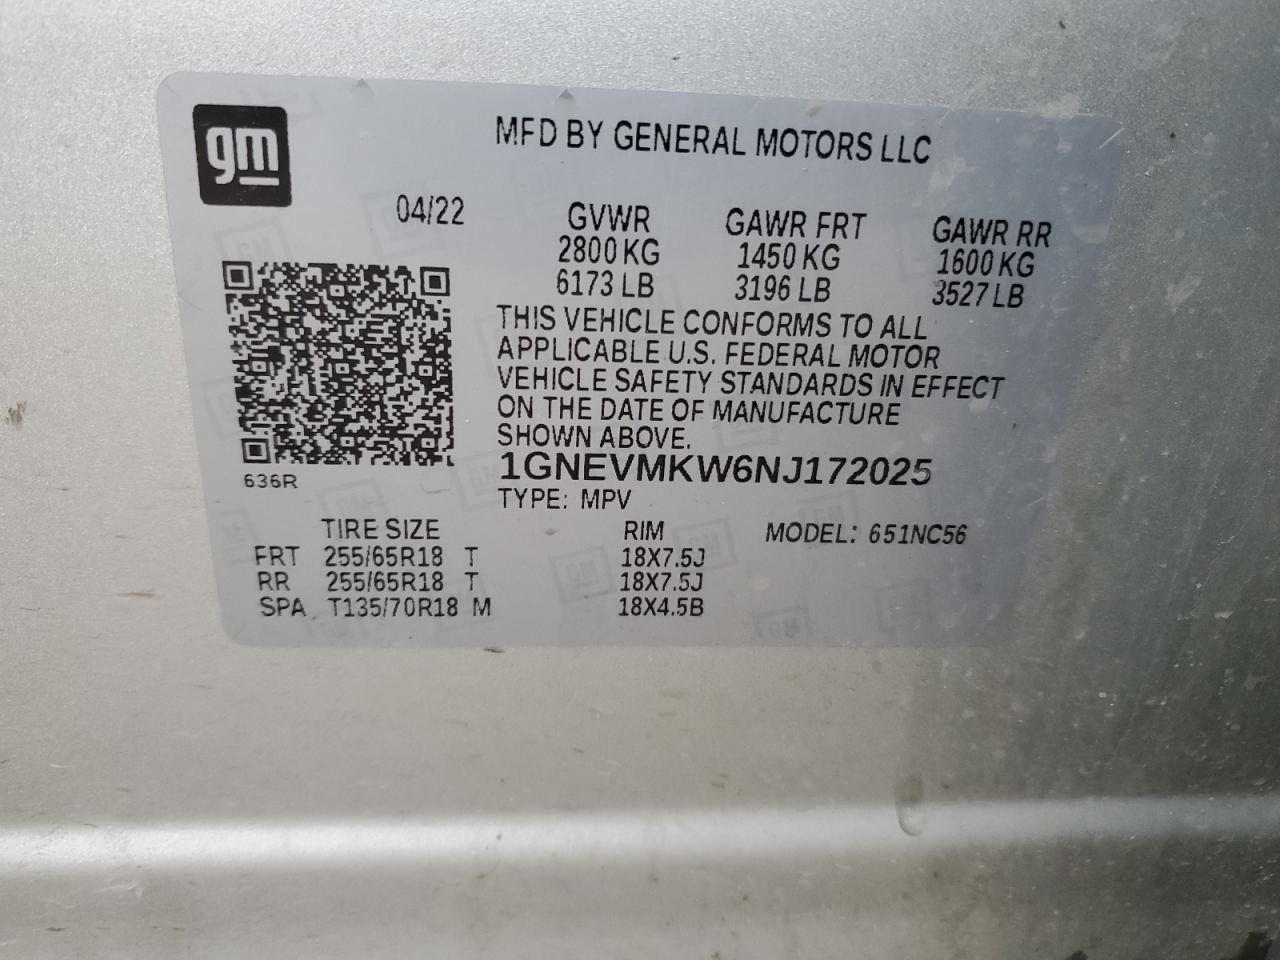 gm
MFD BY GENERAL MOTORS LLC
04/22
GVWR GAWR FRT GAWR RR
2800 KG 1450 KG 1600 KG
6173 LB 3196 LB 3527 LB
THIS VEHICLE CONFORMS TO ALL
APPLICABLE U.S. FEDERAL MOTOR
VEHICLE SAFETY STANDARDS IN EFFECT
ON THE DATE OF MANUFACTURE
SHOWN ABOVE.
1GNEVMKW6NJ172025
636R
TYPE: MPV
TIRE SIZE RIM MODEL: 651NC56
FRT 255/65R18 T 18X7.5J
RR 255/65R18 T 18X7.5J
SPA T135/70R18 M 18X4.5B